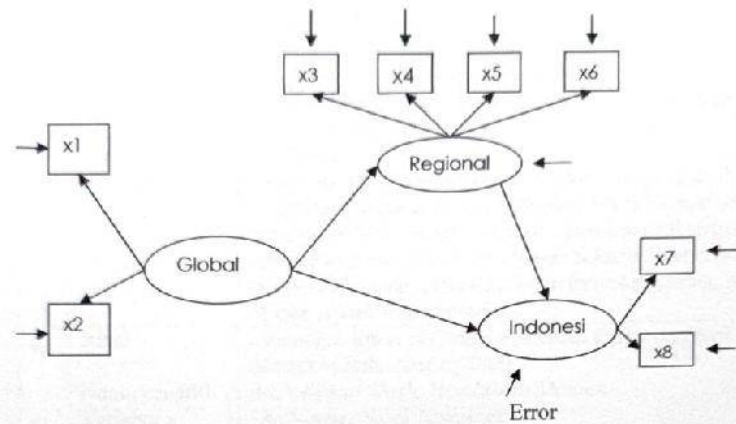 x3 x4 x5 x6
x1
Regional
Global
x7
x2
Indonesi
x8
Error